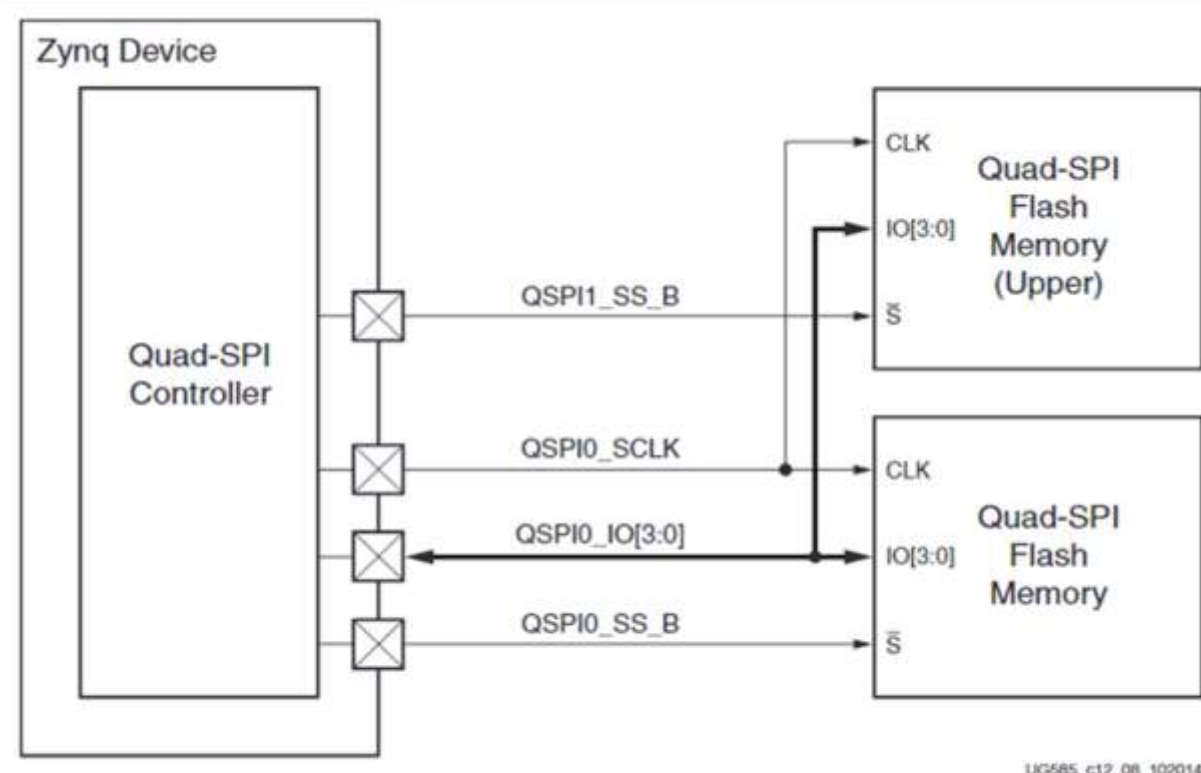 Zynq Device
Quad-SPI
Controller
QSPI1_SS_B
QSPI0_SCLK
QSPI0_IO[3:0]
QSPI0_SS_B
CLK
IO[3:0]
S̅
Quad-SPI
Flash
Memory
(Upper)
CLK
IO[3:0]
S̅
Quad-SPI
Flash
Memory
UG585_c12_08_102014